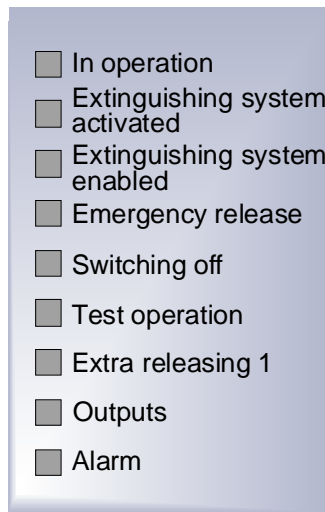 In operation
Extinguishing system
activated
Extinguishing system
enabled
Emergency release
Switching off
Test operation
Extra releasing 1
Outputs
Alarm